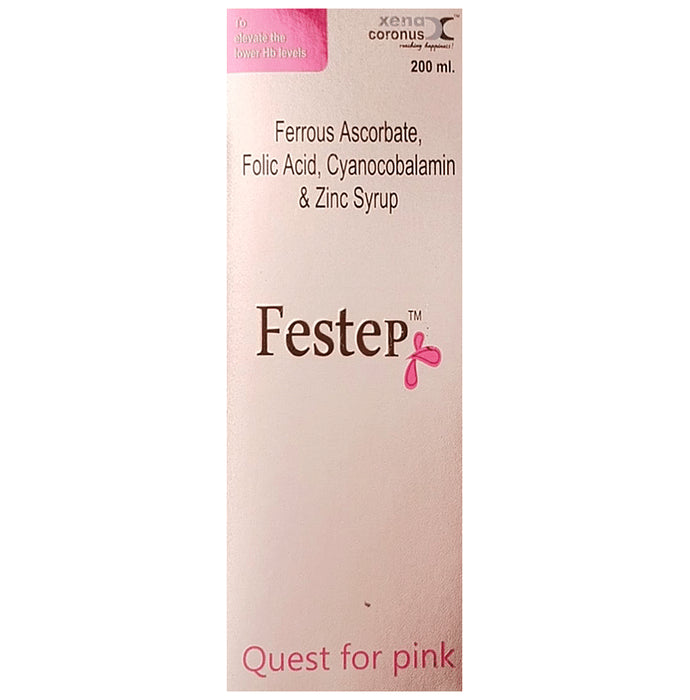 To
elevate the
lower Hb levels
xena
coronus
reaching happiness!
200 ml.
Ferrous Ascorbate,
Folic Acid, Cyanocobalamin
& Zinc Syrup
Festep™
Quest for pink